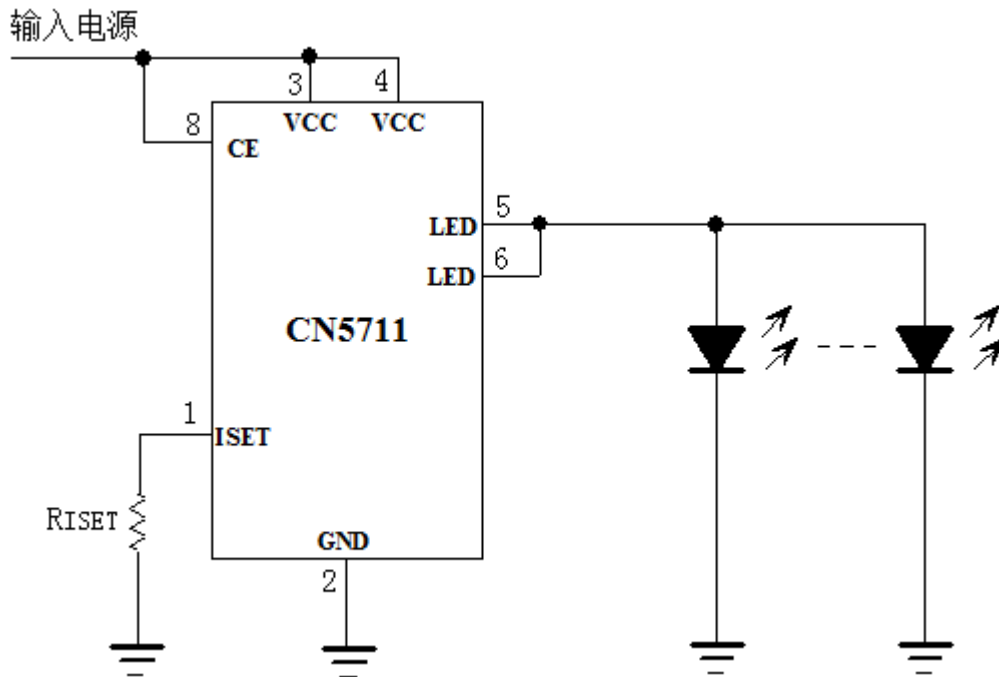 输入电源
3
4
8
VCC
VCC
CE
5
LED
6
LED
CN5711
1
ISET
RISET
GND
2